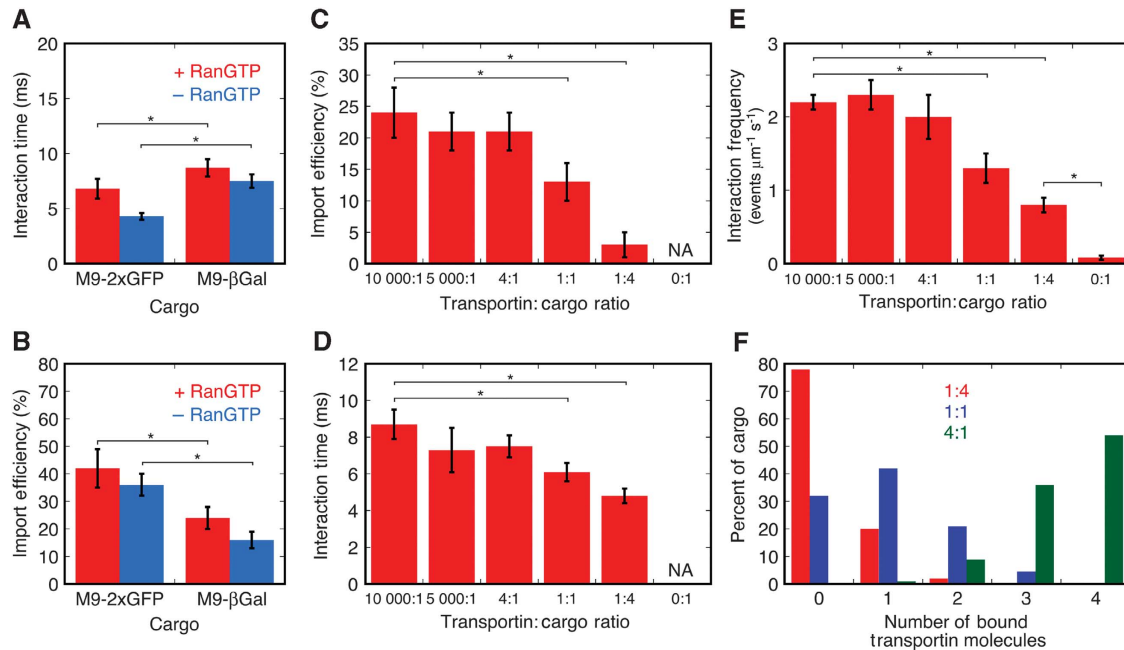 A
20
15
10
5
0
Interaction time (ms)
+ RanGTP
– RanGTP
*
*
M9-2xGFP
M9-βGal
Cargo
B
80
70
60
50
40
30
20
10
0
Import efficiency (%)
+ RanGTP
– RanGTP
*
*
M9-2xGFP
M9-βGal
Cargo
C
35
30
25
20
15
10
5
0
Import efficiency (%)
*
*
NA
10 000:1 5 000:1 4:1 1:1 1:4 0:1
Transportin: cargo ratio
D
12
10
8
6
4
2
0
Interaction time (ms)
*
*
NA
10 000:1 5 000:1 4:1 1:1 1:4 0:1
Transportin: cargo ratio
E
3
2
1
0
Interaction frequency
(events µm⁻¹ s⁻¹)
*
*
*
10 000:1 5 000:1 4:1 1:1 1:4 0:1
Transportin: cargo ratio
F
80
70
60
50
40
30
20
10
0
Percent of cargo
1:4
1:1
4:1
0 1 2 3 4
Number of bound
transportin molecules